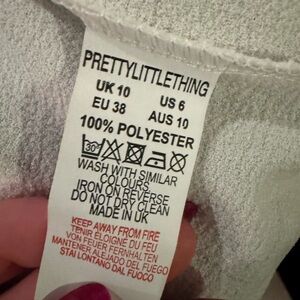 PRETTYLITTLETHING
UK 10 US 6
EU 38 AUS 10
100% POLYESTER
30°
WASH WITH SIMILAR
COLOURS
IRON ON REVERSE
DO NOT DRY CLEAN
MADE IN UK
KEEP AWAY FROM FIRE
TENIR ÉLOIGNÉ DU FEU
VON FEUER FERNHALTEN
MANTENER ALEJADO DEL FUEGO
STAI LONTANO DAL FUOCO